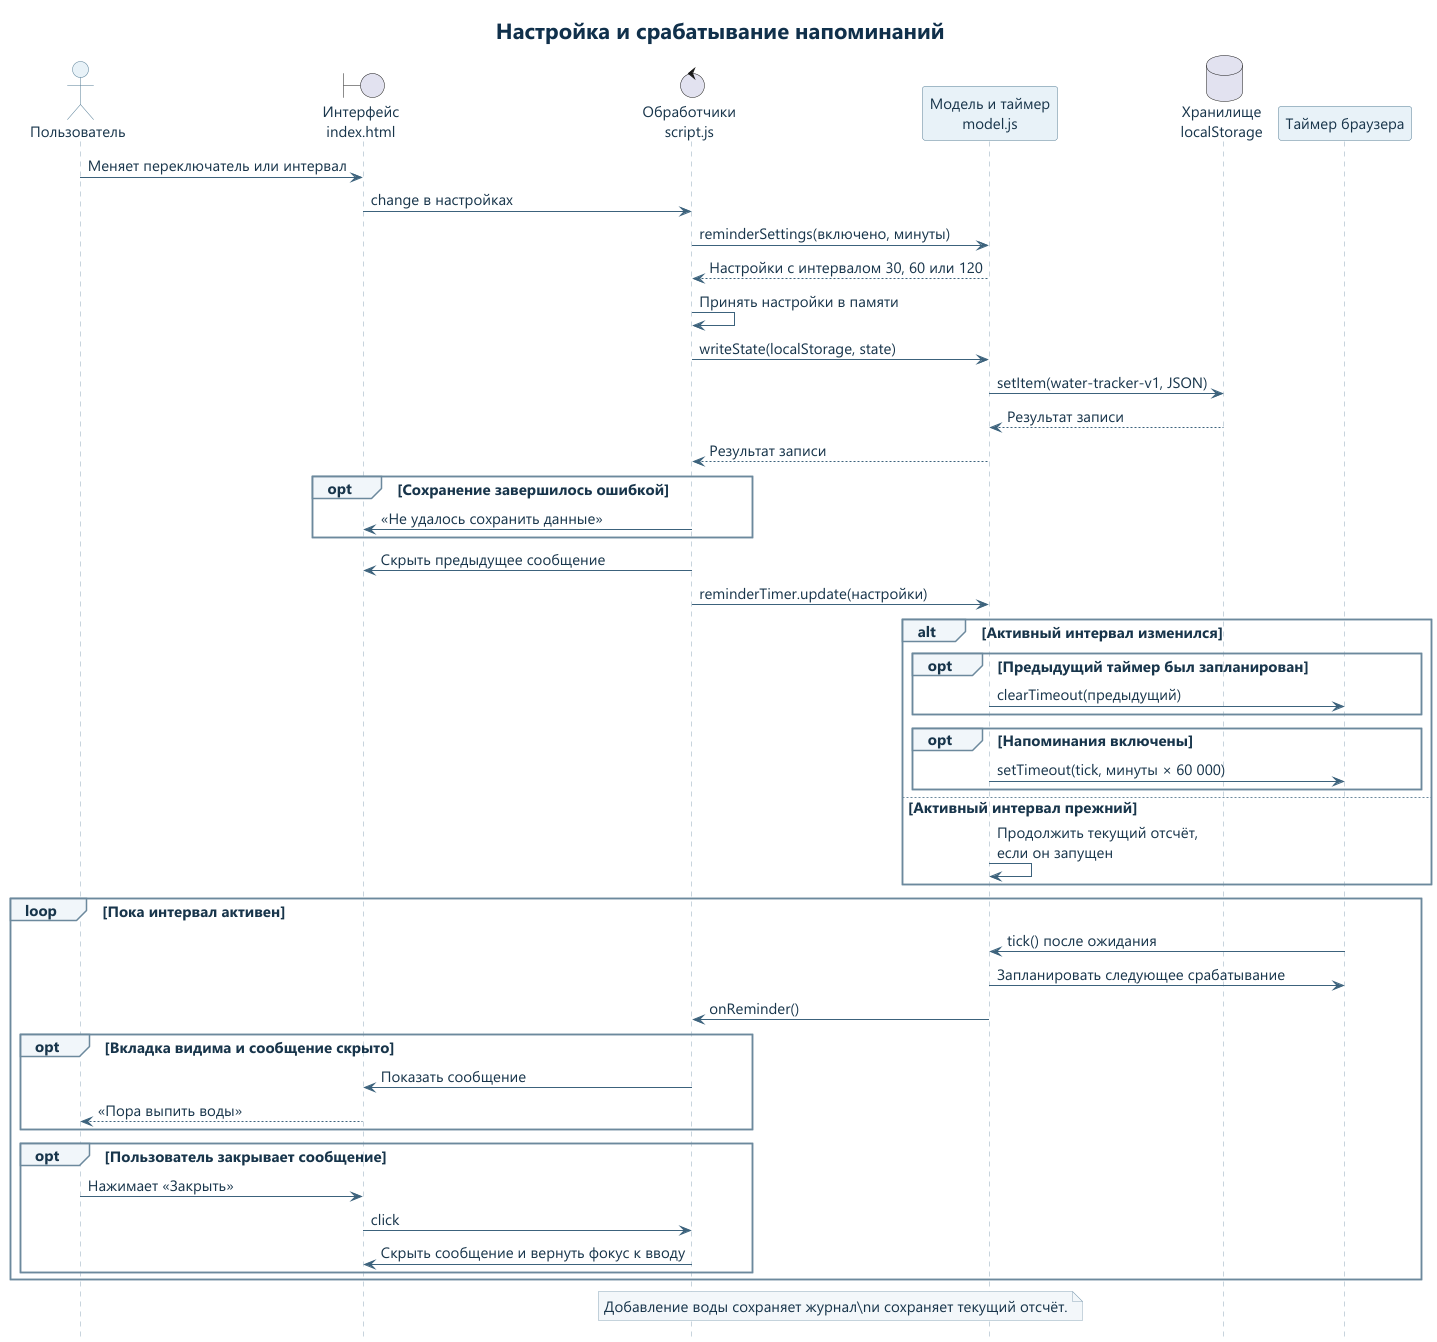 Настройка и срабатывание напоминаний
Пользователь
Интерфейс
index.html
Обработчики
script.js
Модель и таймер
model.js
Хранилище
localStorage
Таймер браузера
Меняет переключатель или интервал
change в настройках
reminderSettings(включено, минуты)
Настройки с интервалом 30, 60 или 120
Принять настройки в памяти
writeState(localStorage, state)
setItem(water-tracker-v1, JSON)
Результат записи
Результат записи
opt [Сохранение завершилось ошибкой]
«Не удалось сохранить данные»
Скрыть предыдущее сообщение
reminderTimer.update(настройки)
alt [Активный интервал изменился]
opt [Предыдущий таймер был запланирован]
clearTimeout(предыдущий)
opt [Напоминания включены]
setTimeout(tick, минуты × 60 000)
[Активный интервал прежний]
Продолжить текущий отсчёт,
если он запущен
loop [Пока интервал активен]
tick() после ожидания
Запланировать следующее срабатывание
onReminder()
opt [Вкладка видима и сообщение скрыто]
Показать сообщение
«Пора выпить воды»
opt [Пользователь закрывает сообщение]
Нажимает «Закрыть»
click
Скрыть сообщение и вернуть фокус к вводу
Добавление воды сохраняет журнал\nи сохраняет текущий отсчёт.